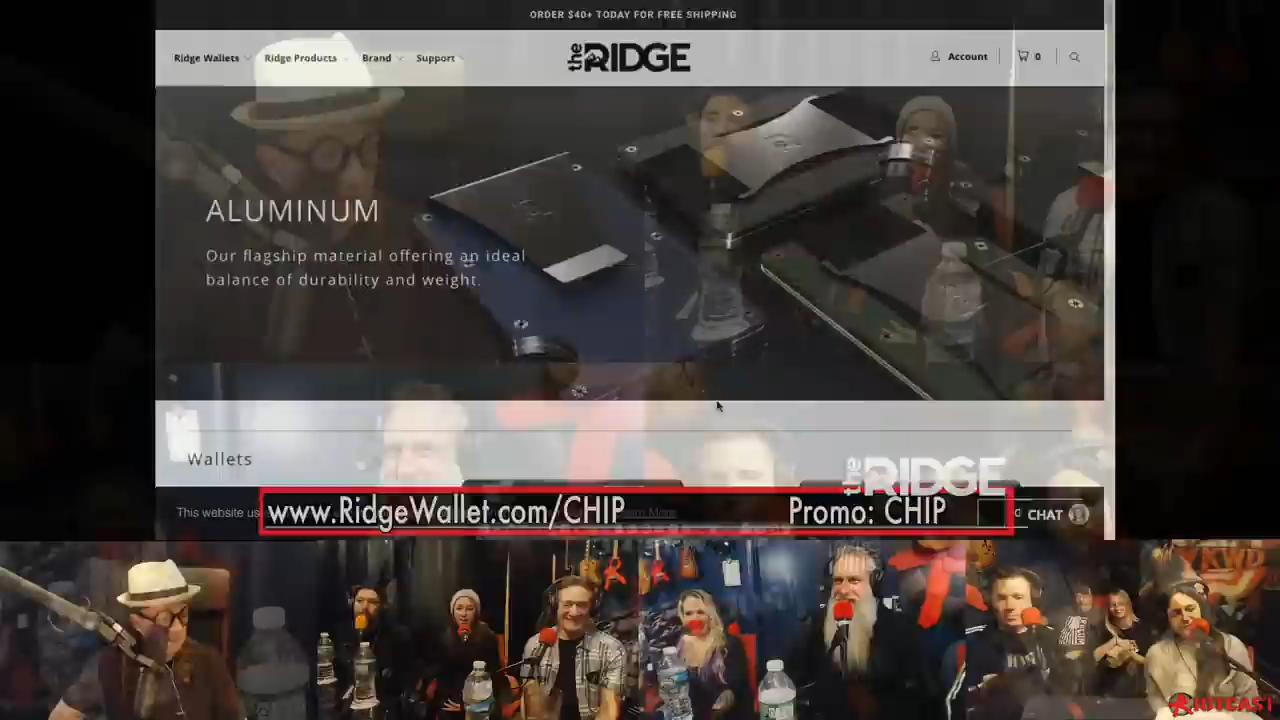 ORDER $40+ TODAY FOR FREE SHIPPING
Ridge Wallets Ridge Products Brand Support
the RIDGE
Account 0
ALUMINUM
Our flagship material offering an ideal
balance of durability and weight.
Wallets
the RIDGE
This website us
www.RidgeWallet.com/CHIP Promo: CHIP
CHAT
RIOTCAST